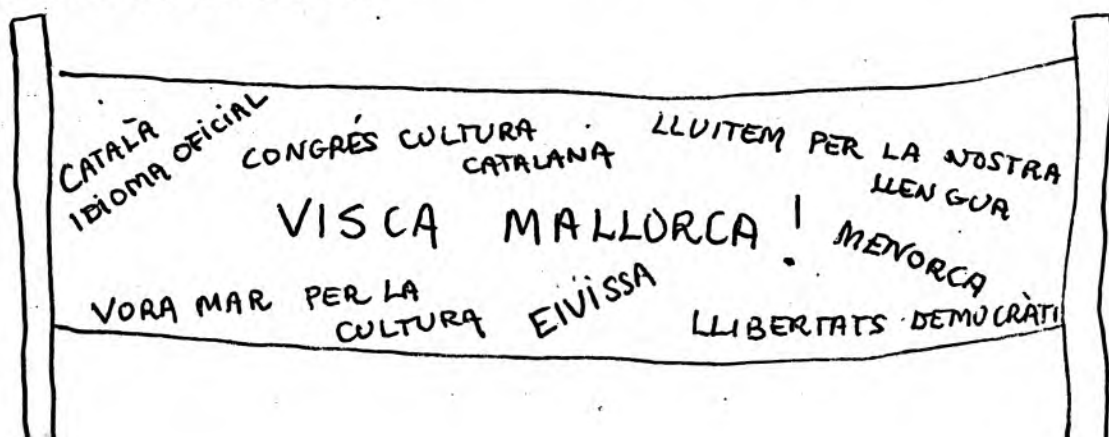 CATALÀ
IDIOMA OFICIAL
CONGRÉS CULTURA
CATALANA
LLUITEM PER LA NOSTRA
LLENGUA
VISCA MALLORCA!
MENORCA
VORA MAR PER LA
CULTURA
EIVISSA
LLIBERTATS DEMOCRÀTI